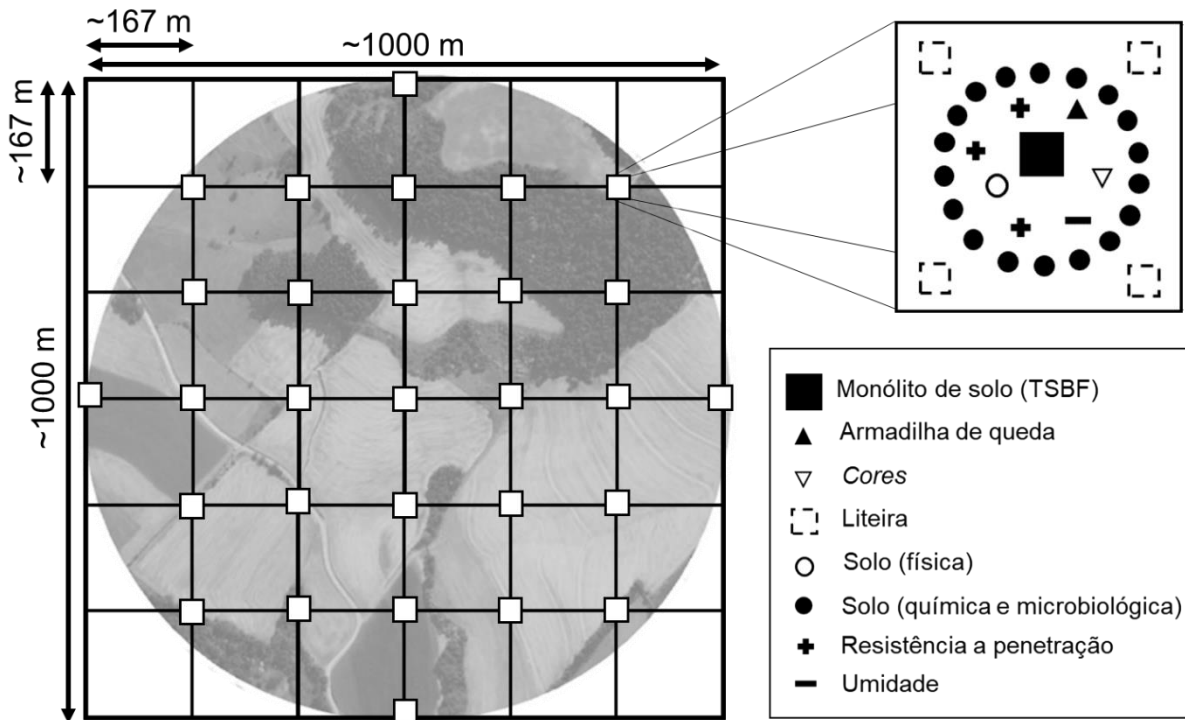 ~167 m
~1000 m
~167 m
~1000 m
Monólito de solo (TSBF)
Armadilha de queda
Cores
Liteira
Solo (física)
Solo (química e microbiológica)
Resistência a penetração
Umidade